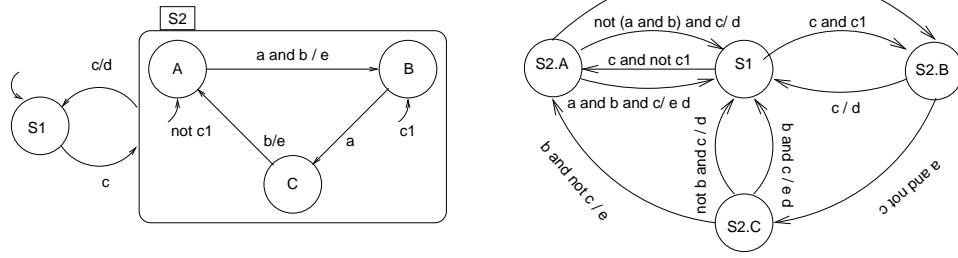 S2
c/d
A
a and b / e
B
S1
not c1
b/e
a
c1
c
C
not (a and b) and c/ d
c and c1
S2.A
c and not c1
S1
S2.B
a and b and c/ e d
c / d
b and not c / e
not b and c / d
b and c / e d
a and not c
S2.C